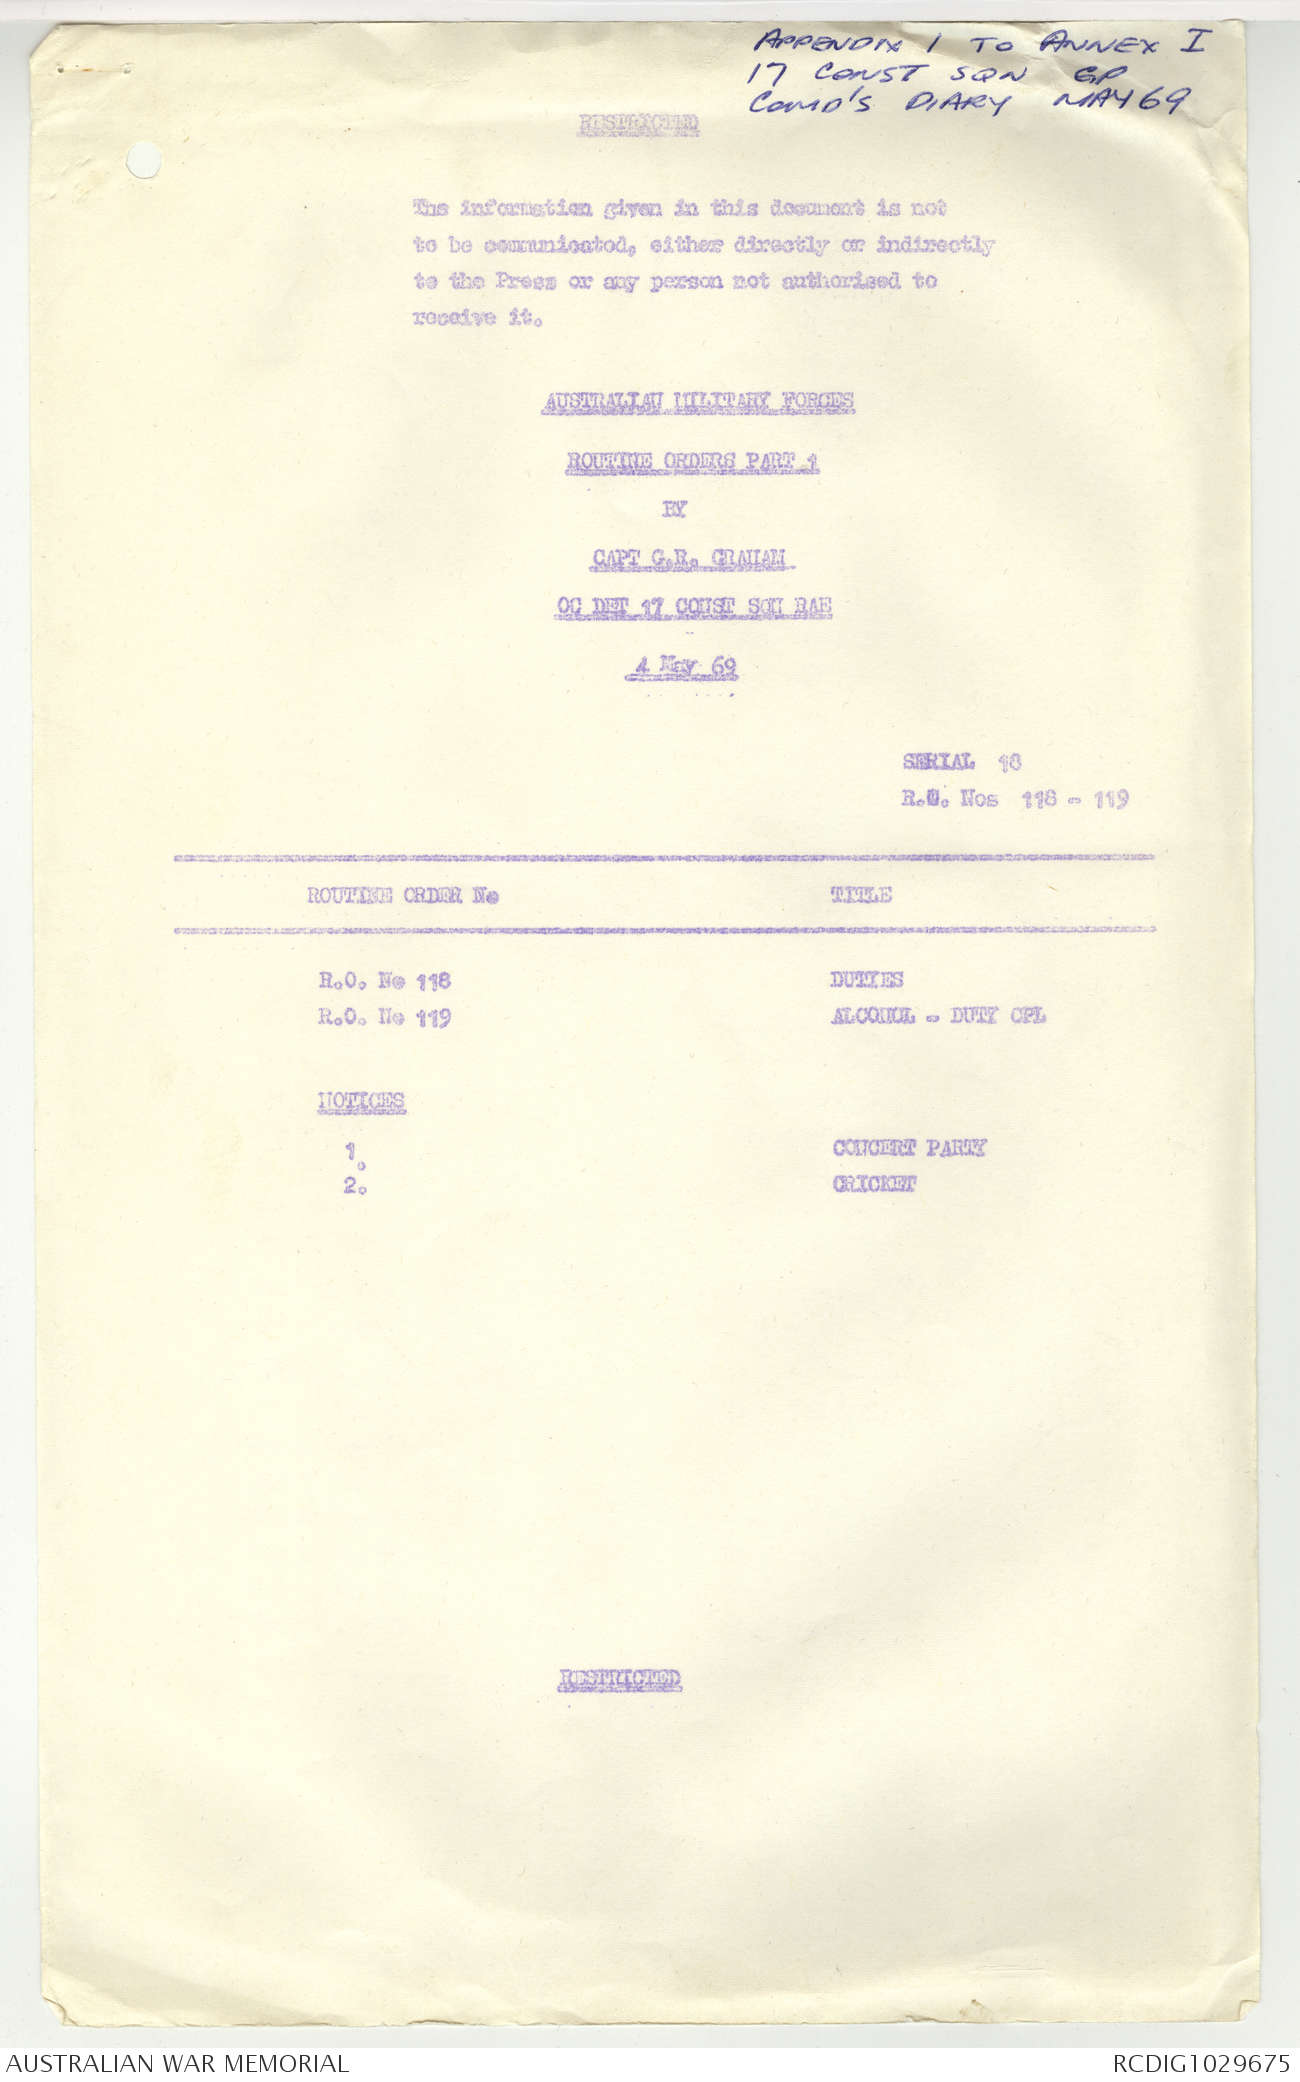 APPENDIX 1 TO ANNEX I
17 CONST SQN GP
COMD'S DIARY MAY 69
RESTRICTED
The information given in this document is not
to be communicated, either directly or indirectly
to the Press or any person not authorised to
receive it.
AUSTRALIAN MILITARY FORCES
ROUTINE ORDERS PART 1
BY
CAPT G.R. GRAHAM
OC DET 17 CONST SQN RAE
4 May 69
SERIAL 18
R.O. Nos 118 - 119
ROUTINE ORDER No TITLE
R.O. No 118 DUTIES
R.O. No 119 ALCOHOL - DUTY CPL
NOTICES
1. CONCERT PARTY
2. CRICKET
RESTRICTED
AUSTRALIAN WAR MEMORIAL RCDIG1029675